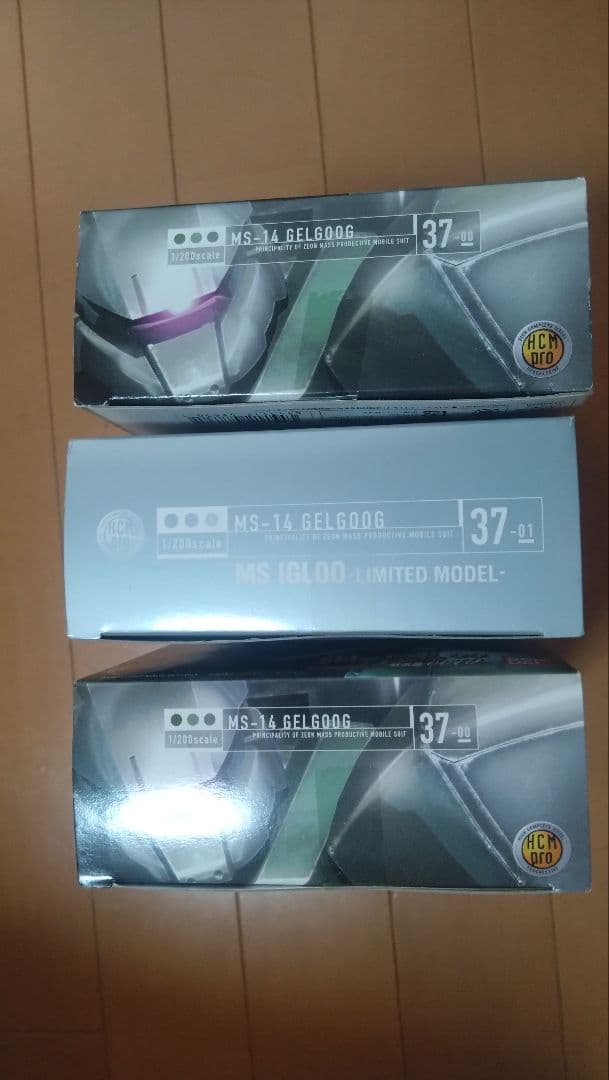 MS-14 GELGOOG
PRINCIPALITY OF ZEON MASS PRODUCTIVE MOBILE SUIT
1/200scale
37-00
HCM
pro
MS-14 GELGOOG
PRINCIPALITY OF ZEON MASS PRODUCTIVE MOBILE SUIT
1/200scale
37-01
HCM
MS IGLOO -LIMITED MODEL-
MS-14 GELGOOG
PRINCIPALITY OF ZEON MASS PRODUCTIVE MOBILE SUIT
1/200scale
37-00
HCM
pro